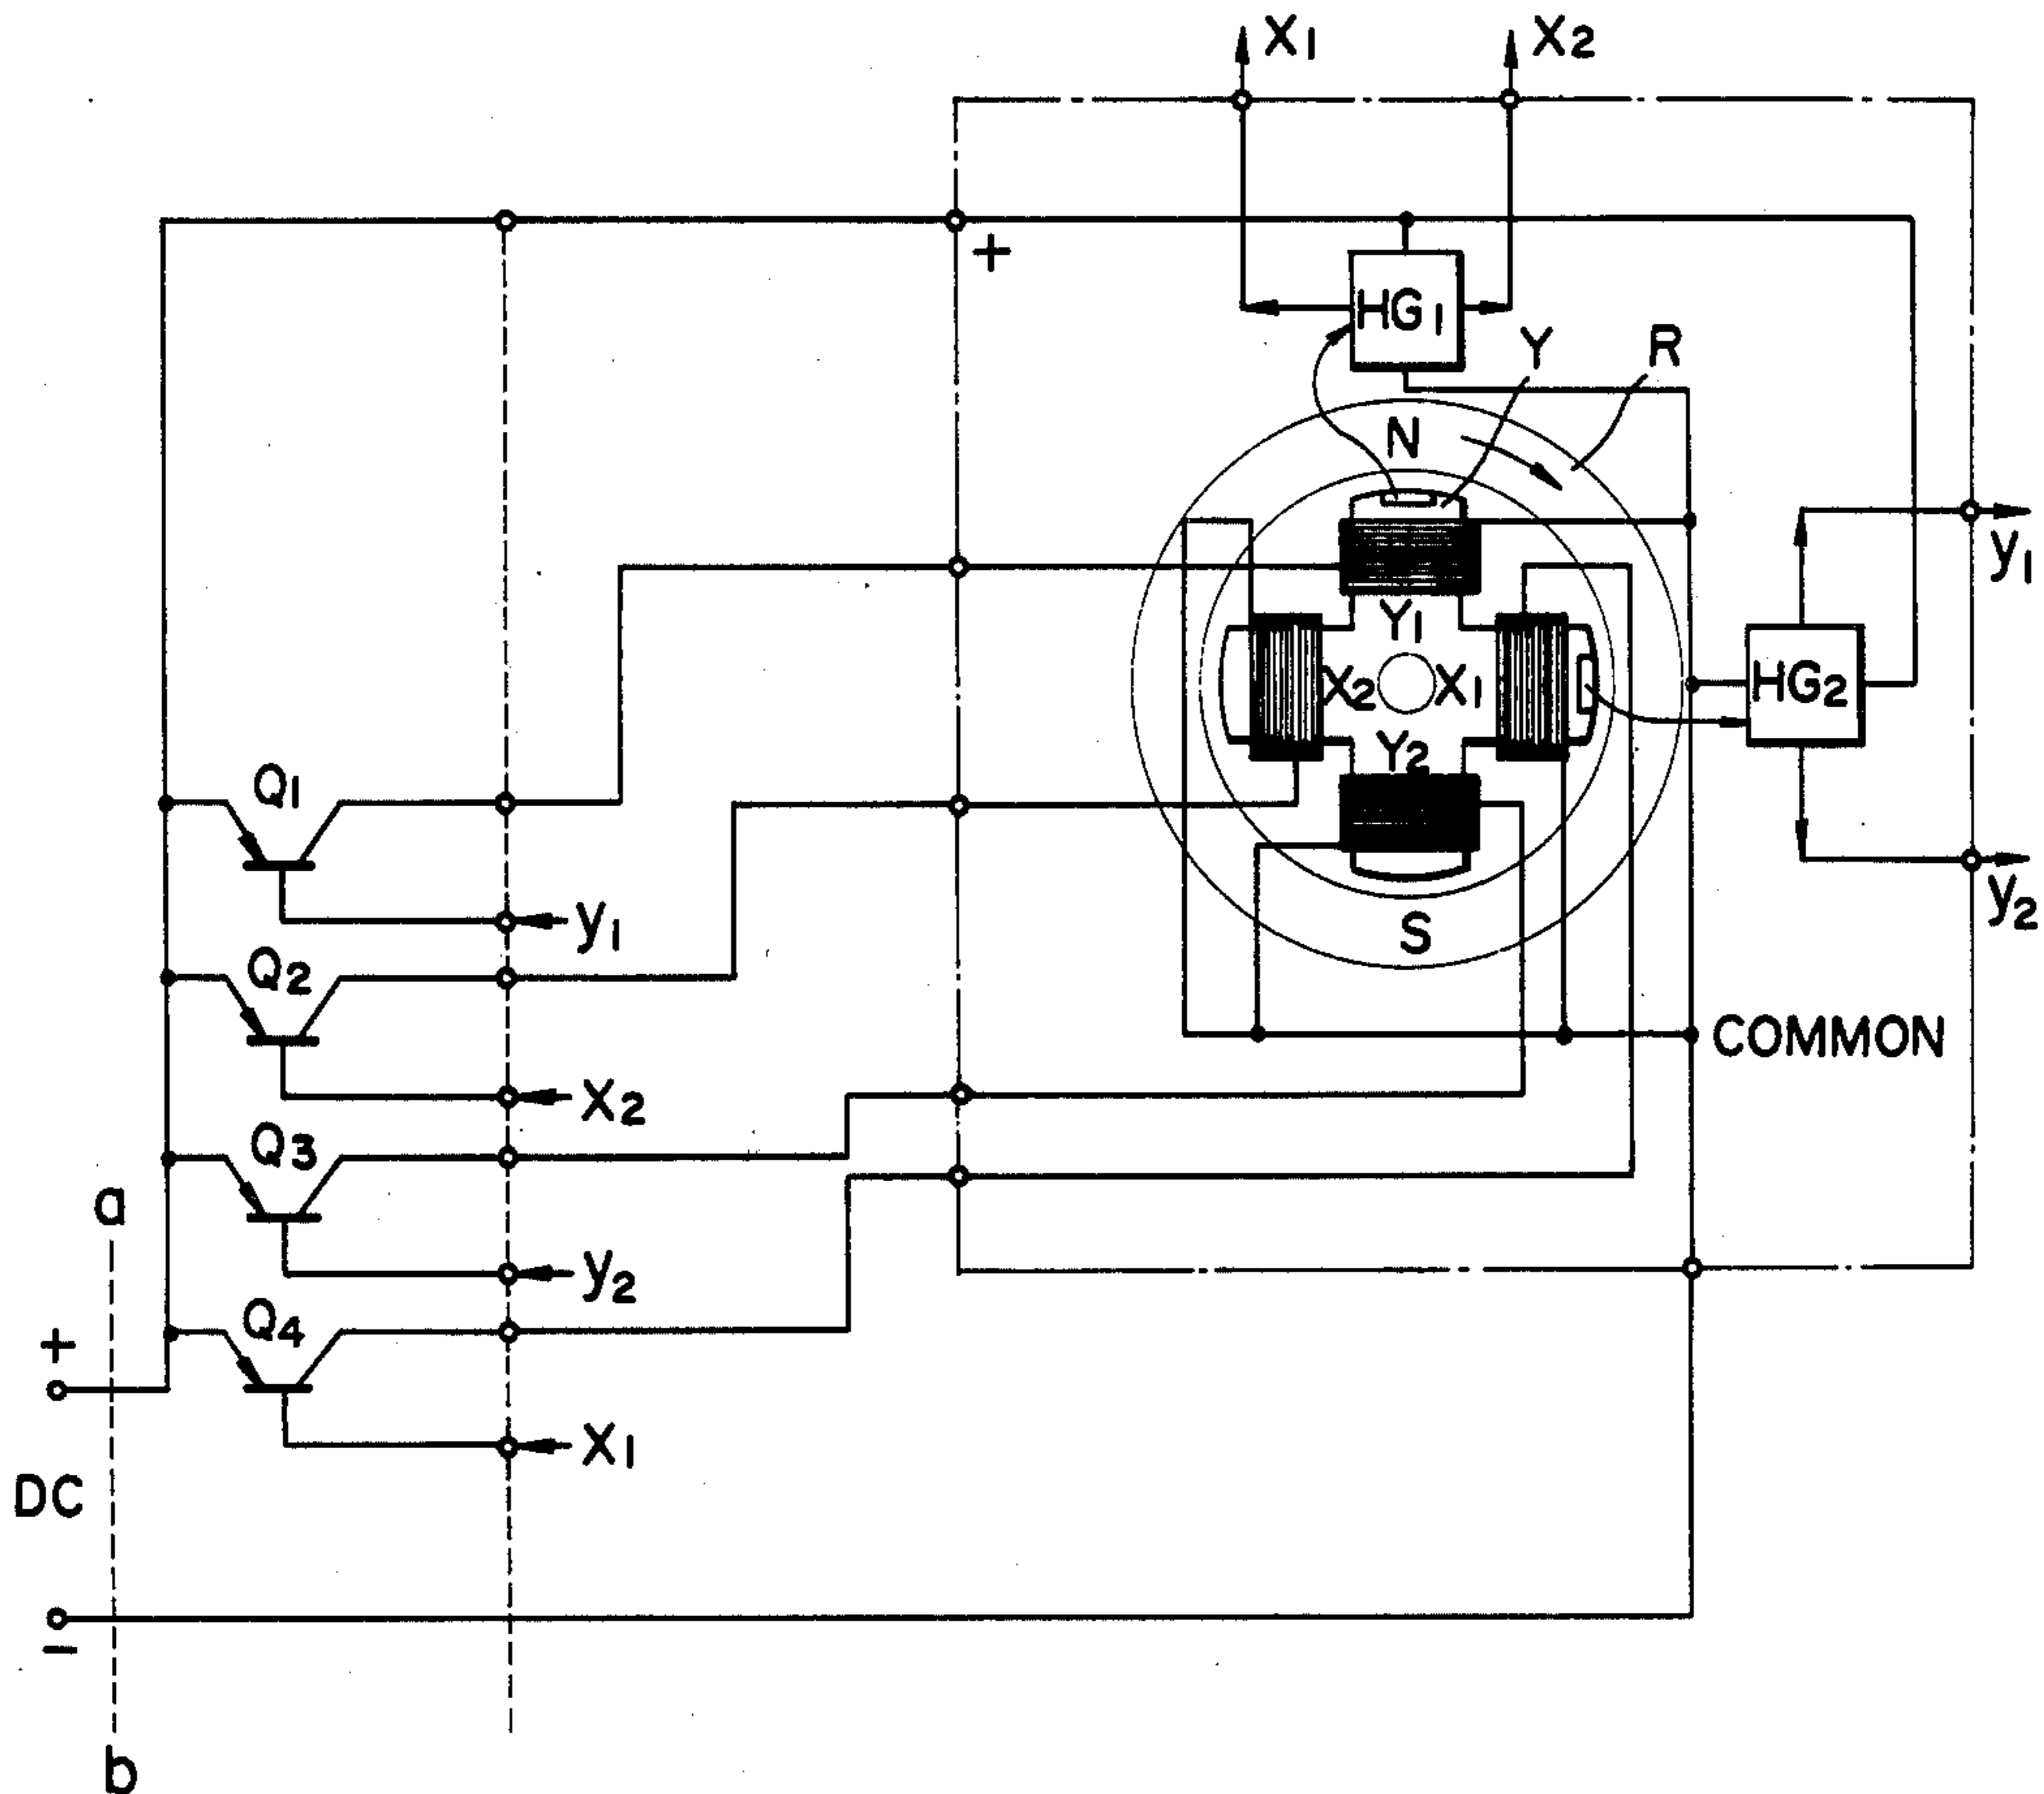 X1 X2
+
HG1
Y R
N
y1
Y1
HG2
X2 X1
Y2
Q1
y1
y2
S
Q2
COMMON
X2
Q3
a
y2
Q4
+
X1
DC
−
b